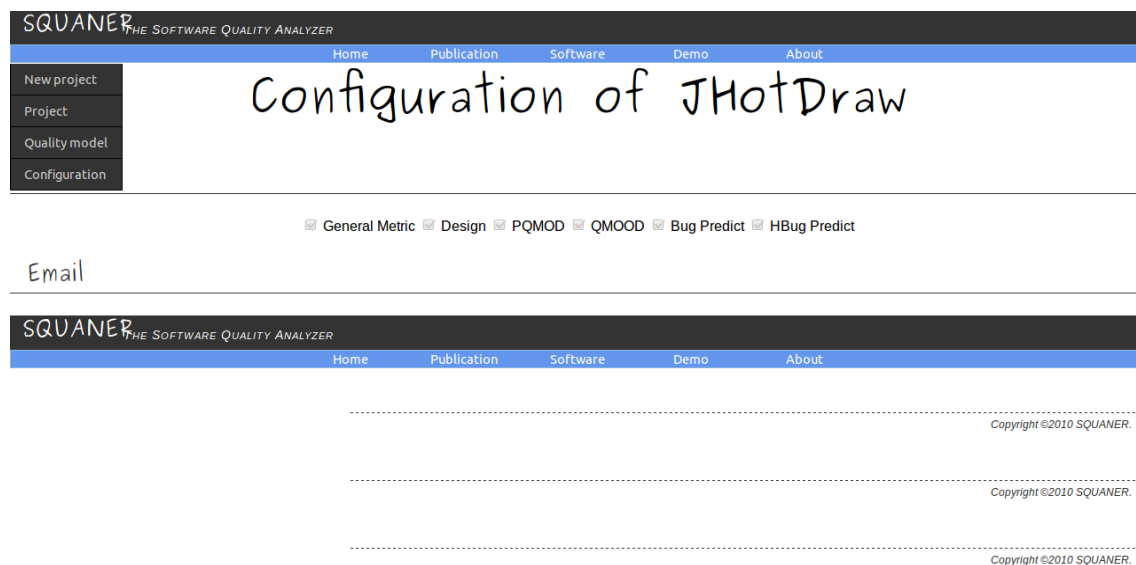 SQUANER THE SOFTWARE QUALITY ANALYZER
Home Publication Software Demo About
New project
Configuration of JHotDraw
Project
Quality model
Configuration
General Metric Design PQMOD QMOOD Bug Predict HBug Predict
Email
SQUANER THE SOFTWARE QUALITY ANALYZER
Home Publication Software Demo About
Copyright ©2010 SQUANER.
Copyright ©2010 SQUANER.
Copyright ©2010 SQUANER.